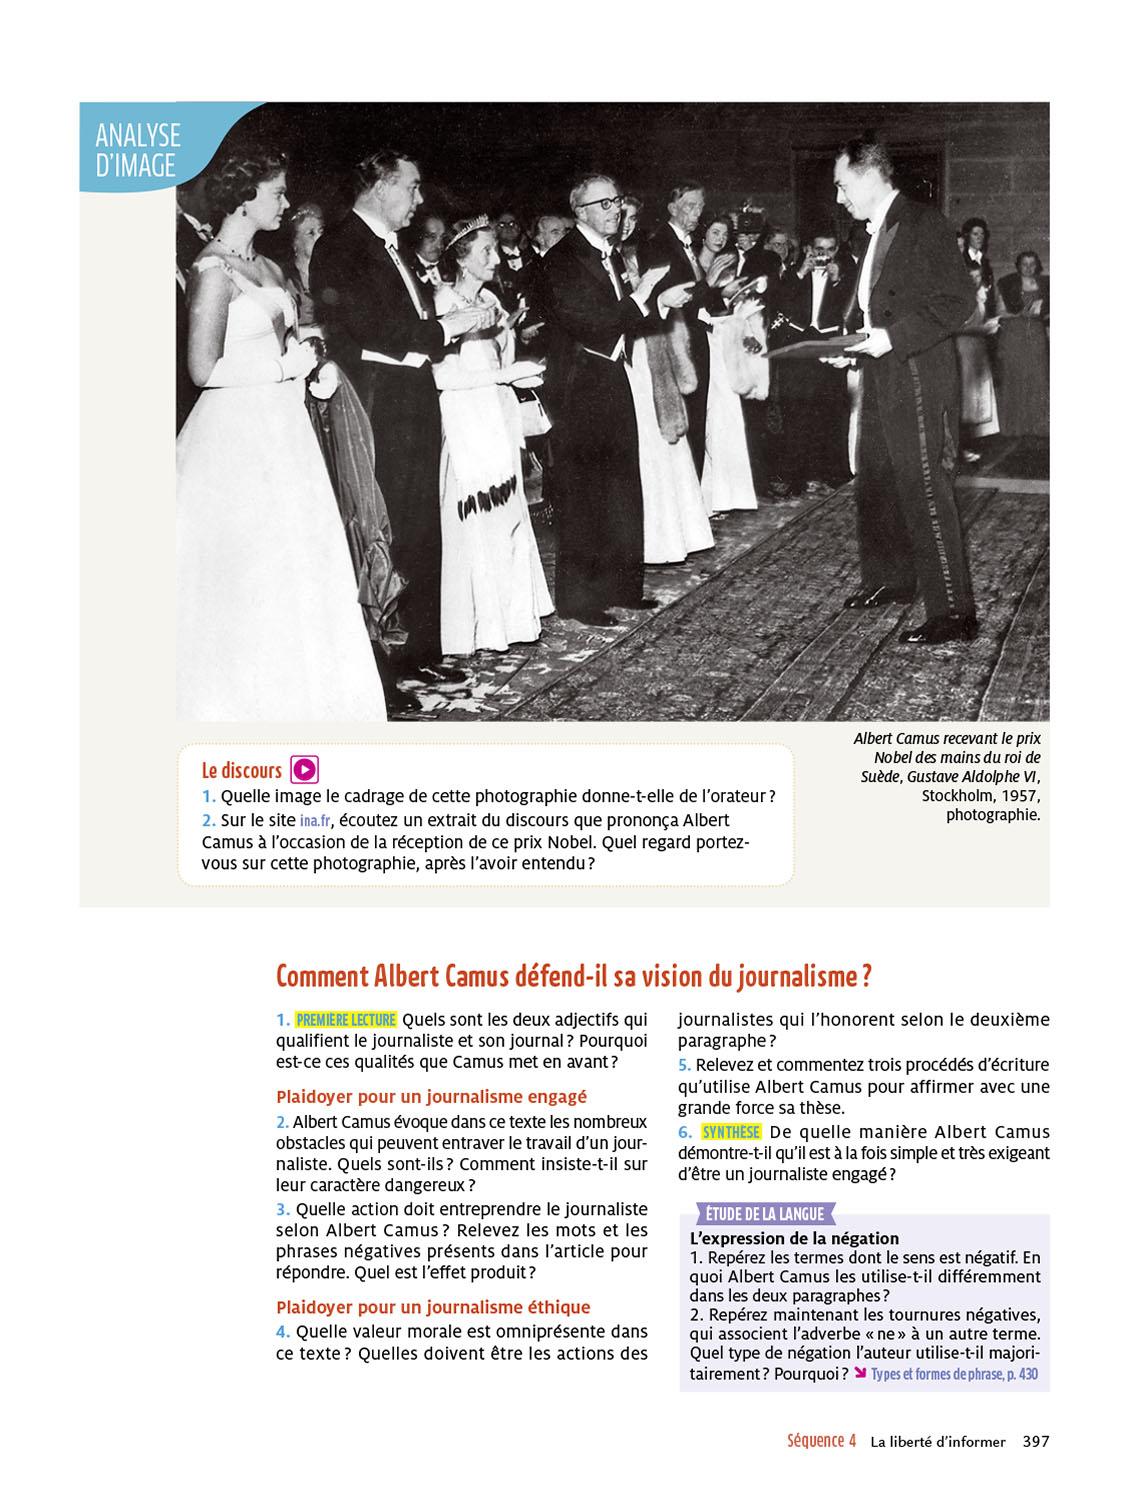 ANALYSE
D'IMAGE
Albert Camus recevant le prix
Nobel des mains du roi de
Suède, Gustave Aldolphe VI,
Stockholm, 1957,
photographie.
Le discours
1. Quelle image le cadrage de cette photographie donne-t-elle de l'orateur ?
2. Sur le site ina.fr, écoutez un extrait du discours que prononça Albert
Camus à l'occasion de la réception de ce prix Nobel. Quel regard portez-
vous sur cette photographie, après l'avoir entendu ?
Comment Albert Camus défend-il sa vision du journalisme ?
1. PREMIÈRE LECTURE Quels sont les deux adjectifs qui
qualifient le journaliste et son journal ? Pourquoi
est-ce ces qualités que Camus met en avant ?
Plaidoyer pour un journalisme engagé
2. Albert Camus évoque dans ce texte les nombreux
obstacles qui peuvent entraver le travail d'un jour-
naliste. Quels sont-ils ? Comment insiste-t-il sur
leur caractère dangereux ?
3. Quelle action doit entreprendre le journaliste
selon Albert Camus ? Relevez les mots et les
phrases négatives présents dans l'article pour
répondre. Quel est l'effet produit ?
Plaidoyer pour un journalisme éthique
4. Quelle valeur morale est omniprésente dans
ce texte ? Quelles doivent être les actions des
journalistes qui l'honorent selon le deuxième
paragraphe ?
5. Relevez et commentez trois procédés d'écriture
qu'utilise Albert Camus pour affirmer avec une
grande force sa thèse.
6. SYNTHÈSE De quelle manière Albert Camus
démontre-t-il qu'il est à la fois simple et très exigeant
d'être un journaliste engagé ?
ÉTUDE DE LA LANGUE
L'expression de la négation
1. Repérez les termes dont le sens est négatif. En
quoi Albert Camus les utilise-t-il différemment
dans les deux paragraphes ?
2. Repérez maintenant les tournures négatives,
qui associent l'adverbe « ne » à un autre terme.
Quel type de négation l'auteur utilise-t-il majori-
tairement ? Pourquoi ? Types et formes de phrase, p. 430
Séquence 4 La liberté d'informer 397